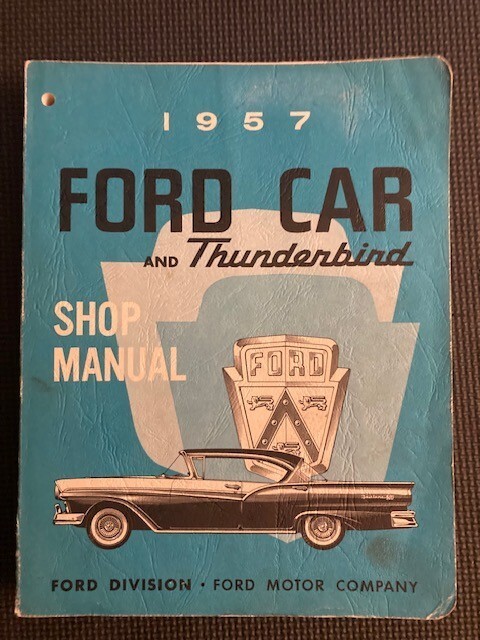 1957
FORD CAR
AND Thunderbird
SHOP
MANUAL
FORD
FORD DIVISION · FORD MOTOR COMPANY